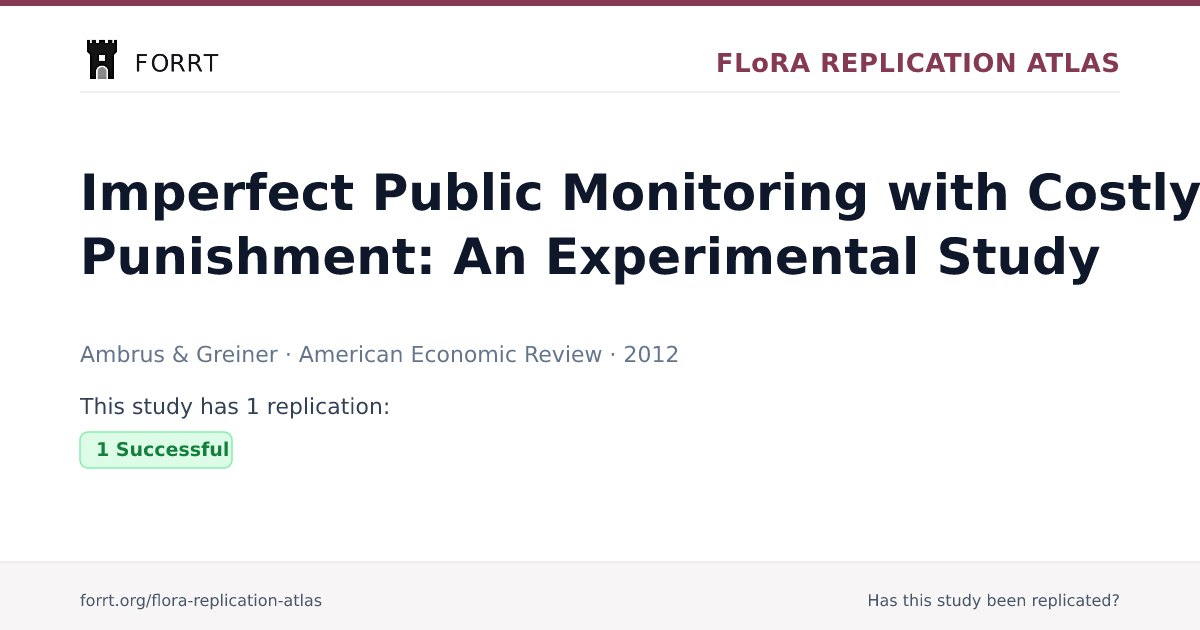 FORRT
FLoRA REPLICATION ATLAS
Imperfect Public Monitoring with Costly
Punishment: An Experimental Study
Ambrus & Greiner · American Economic Review · 2012
This study has 1 replication:
1 Successful
forrt.org/flora-replication-atlas
Has this study been replicated?